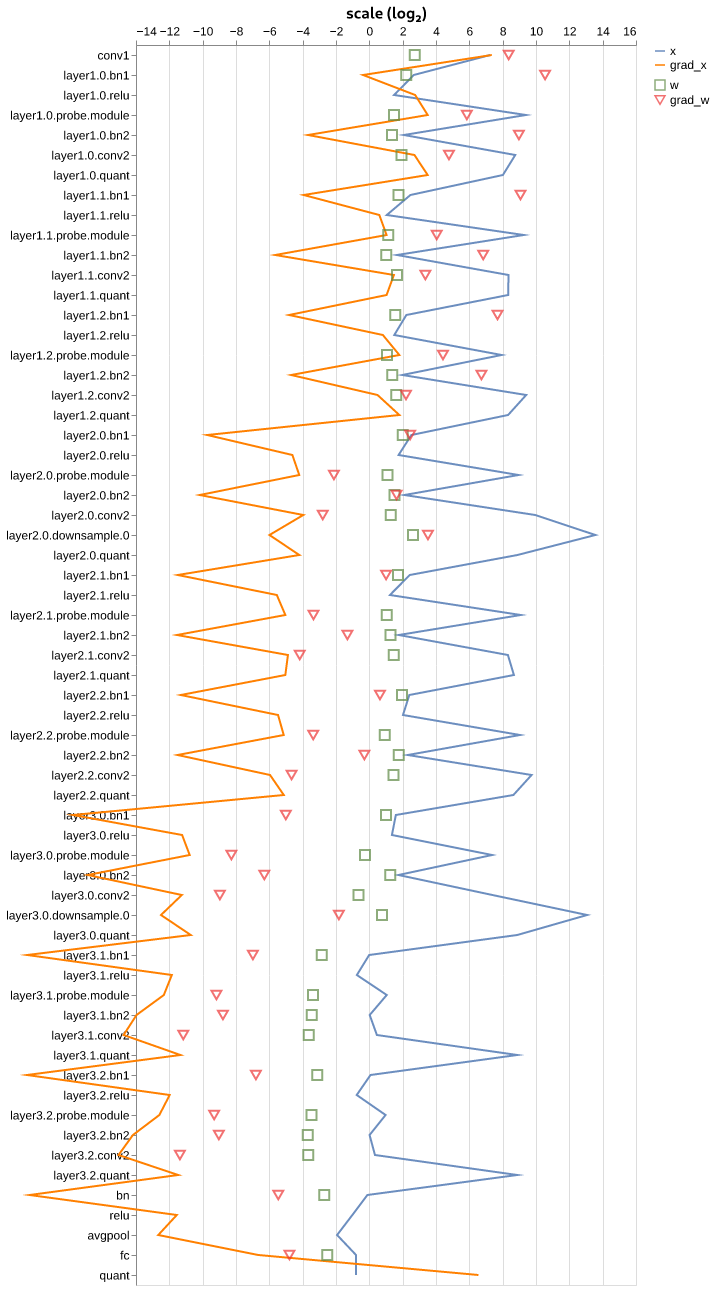 scale (log₂)
−14 −12 −10 −8 −6 −4 −2 0 2 4 6 8 10 12 14 16
conv1
layer1.0.bn1
layer1.0.relu
layer1.0.probe.module
layer1.0.bn2
layer1.0.conv2
layer1.0.quant
layer1.1.bn1
layer1.1.relu
layer1.1.probe.module
layer1.1.bn2
layer1.1.conv2
layer1.1.quant
layer1.2.bn1
layer1.2.relu
layer1.2.probe.module
layer1.2.bn2
layer1.2.conv2
layer1.2.quant
layer2.0.bn1
layer2.0.relu
layer2.0.probe.module
layer2.0.bn2
layer2.0.conv2
layer2.0.downsample.0
layer2.0.quant
layer2.1.bn1
layer2.1.relu
layer2.1.probe.module
layer2.1.bn2
layer2.1.conv2
layer2.1.quant
layer2.2.bn1
layer2.2.relu
layer2.2.probe.module
layer2.2.bn2
layer2.2.conv2
layer2.2.quant
layer3.0.bn1
layer3.0.relu
layer3.0.probe.module
layer3.0.bn2
layer3.0.conv2
layer3.0.downsample.0
layer3.0.quant
layer3.1.bn1
layer3.1.relu
layer3.1.probe.module
layer3.1.bn2
layer3.1.conv2
layer3.1.quant
layer3.2.bn1
layer3.2.relu
layer3.2.probe.module
layer3.2.bn2
layer3.2.conv2
layer3.2.quant
bn
relu
avgpool
fc
quant
x
grad_x
w
grad_w